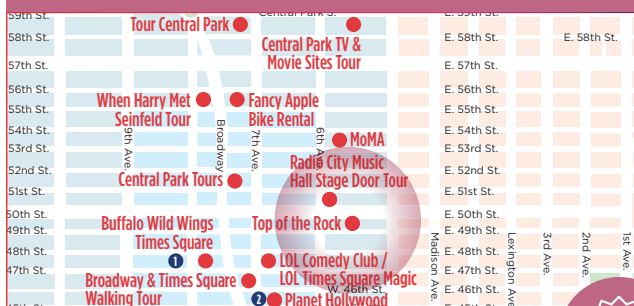 59th St.
Central Park S.
E. 59th St.
Tour Central Park
58th St.
E. 58th St.
E. 58th St.
Central Park TV &
Movie Sites Tour
57th St.
E. 57th St.
56th St.
E. 56th St.
When Harry Met
Seinfeld Tour
Fancy Apple
Bike Rental
55th St.
E. 55th St.
54th St.
E. 54th St.
9th Ave.
Broadway
7th Ave.
6th Ave.
MoMA
53rd St.
E. 53rd St.
Radio City Music
Hall Stage Door Tour
52nd St.
E. 52nd St.
Central Park Tours
51st St.
E. 51st St.
50th St.
E. 50th St.
Buffalo Wild Wings
Times Square
Top of the Rock
49th St.
E. 49th St.
Madison Ave.
Lexington Ave
3rd Ave.
2nd Ave.
1st Ave.
48th St.
E. 48th St.
1
LOL Comedy Club /
LOL Times Square Magic
47th St.
E. 47th St.
Broadway & Times Square
Walking Tour
W. 46th St.
E. 46th St.
2
Planet Hollywood
45th St.
E. 45th St.